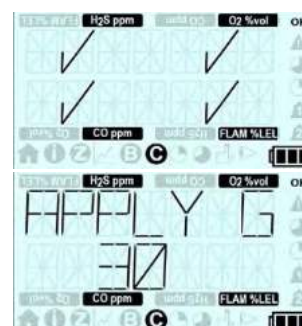 H2S ppm O2 %vol
✓ ✓
✓ ✓
CO ppm FLAM %LEL
Z B C
H2S ppm O2 %vol
APPLY G
30
CO ppm FLAM %LEL
B C